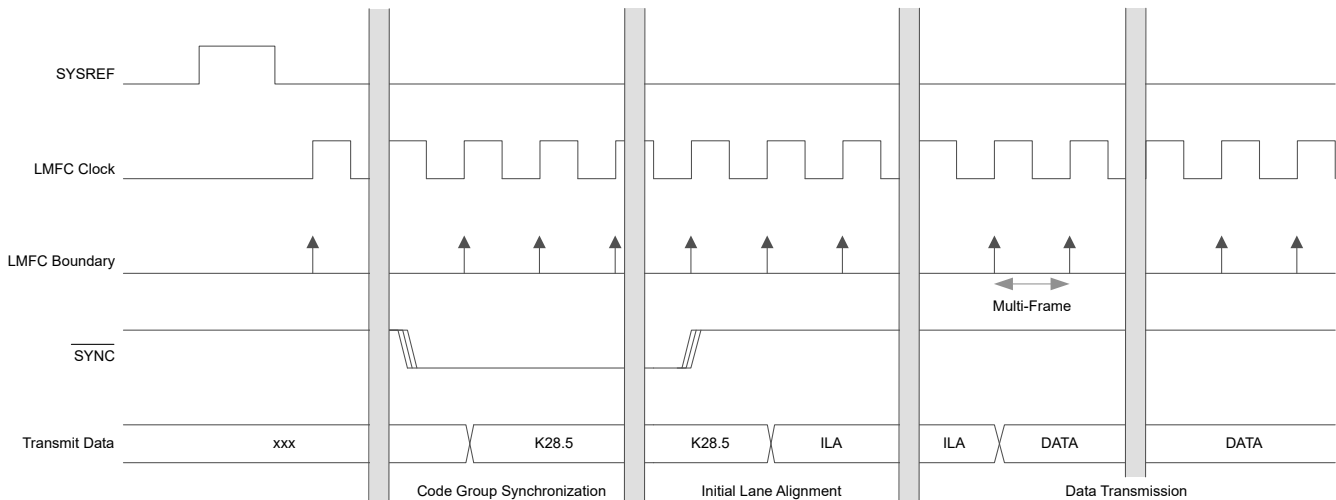 SYSREF
LMFC Clock
LMFC Boundary
Multi-Frame
SYNC
Transmit Data
xxx
K28.5
K28.5
ILA
ILA
DATA
DATA
Code Group Synchronization
Initial Lane Alignment
Data Transmission